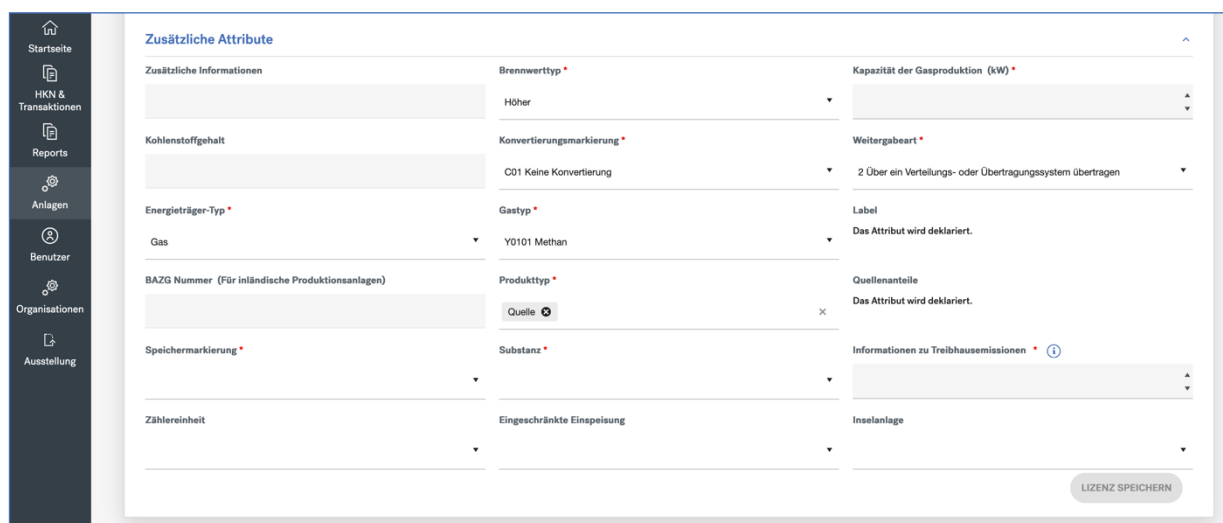 Startseite
HKN &
Transaktionen
Reports
Anlagen
Benutzer
Organisationen
Ausstellung
Zusätzliche Attribute
Zusätzliche Informationen
Brennwerttyp *
Höher
Kapazität der Gasproduktion (kW) *
Kohlenstoffgehalt
Konvertierungsmarkierung *
C01 Keine Konvertierung
Weitergabeart *
2 Über ein Verteilungs- oder Übertragungssystem übertragen
Energieträger-Typ *
Gas
Gastyp *
Y0101 Methan
Label
Das Attribut wird deklariert.
BAZG Nummer (Für inländische Produktionsanlagen)
Produkttyp *
Quelle
Quellenanteile
Das Attribut wird deklariert.
Speichermarkierung *
Substanz *
Informationen zu Treibhausemissionen *
Zählereinheit
Eingeschränkte Einspeisung
Inselanlage
LIZENZ SPEICHERN